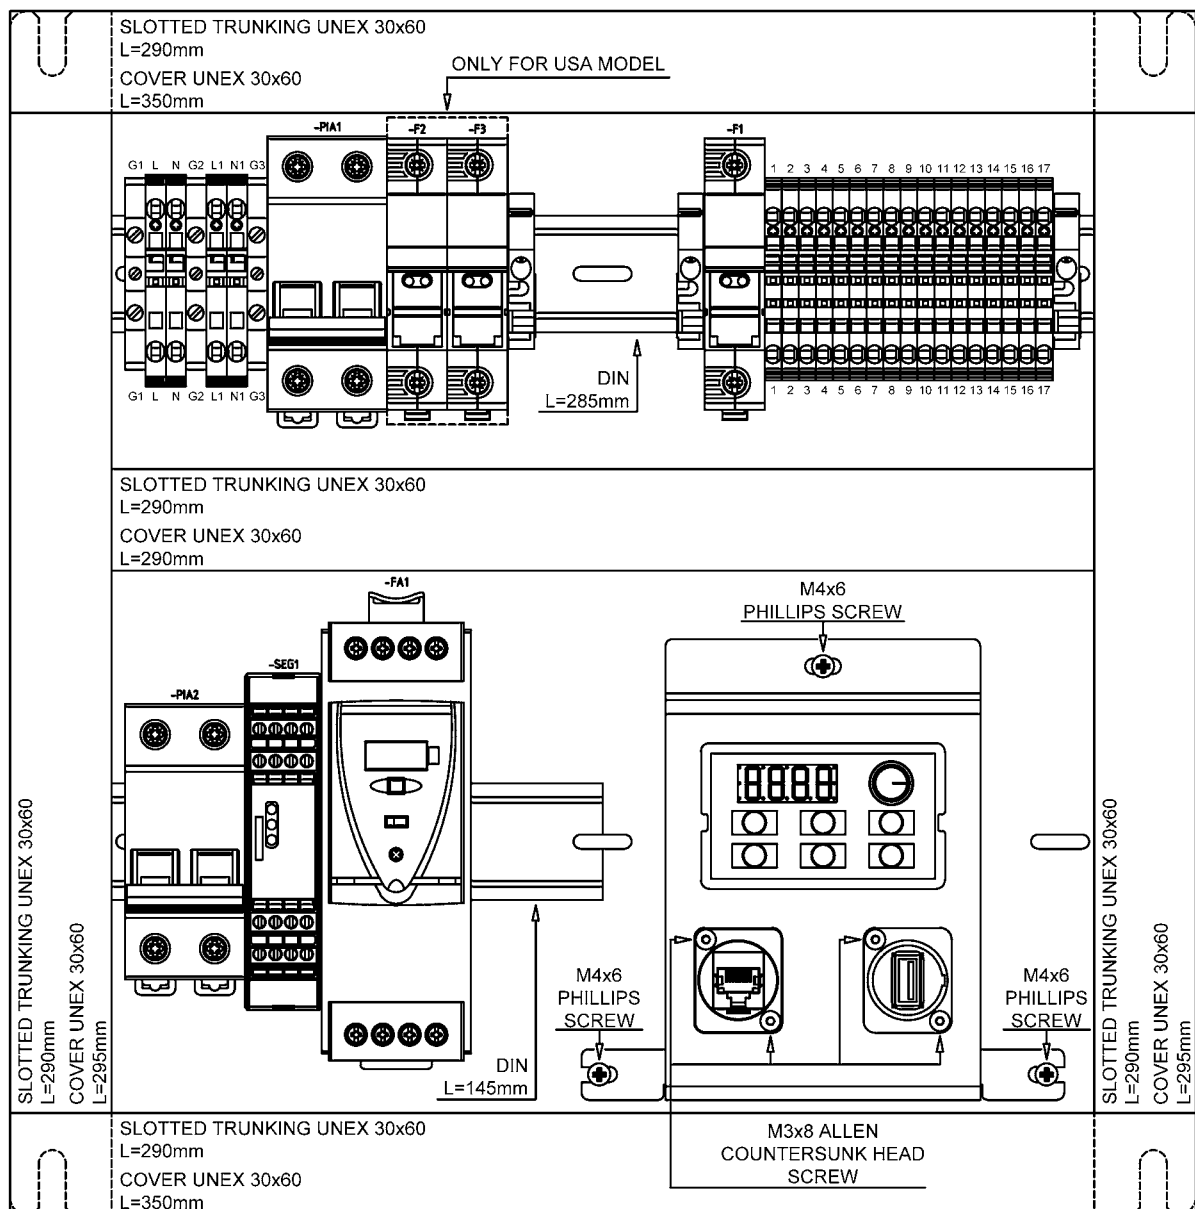 SLOTTED TRUNKING UNEX 30x60
L=290mm
COVER UNEX 30x60
L=350mm
ONLY FOR USA MODEL
-PIA1
-F2
-F3
-F1
G1 L N G2 L1 N1 G3
1 2 3 4 5 6 7 8 9 10 11 12 13 14 15 16 17
DIN
L=285mm
G1 L N G2 L1 N1 G3
1 2 3 4 5 6 7 8 9 10 11 12 13 14 15 16 17
SLOTTED TRUNKING UNEX 30x60
L=290mm
COVER UNEX 30x60
L=290mm
-FA1
M4x6
PHILLIPS SCREW
-SEG1
-PIA2
8.8.8.8
SLOTTED TRUNKING UNEX 30x60
L=290mm
COVER UNEX 30x60
L=295mm
DIN
L=145mm
M4x6
PHILLIPS
SCREW
M4x6
PHILLIPS
SCREW
SLOTTED TRUNKING UNEX 30x60
L=290mm
COVER UNEX 30x60
L=295mm
SLOTTED TRUNKING UNEX 30x60
L=290mm
COVER UNEX 30x60
L=350mm
M3x8 ALLEN
COUNTERSUNK HEAD
SCREW